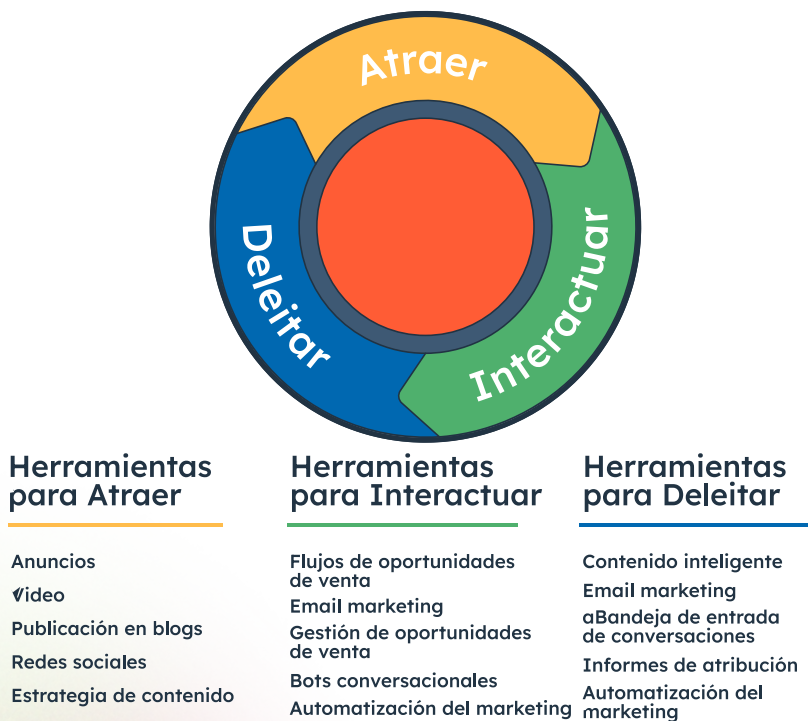 Atraer
Interactuar
Deleitar
Herramientas
para Atraer
Anuncios
Video
Publicación en blogs
Redes sociales
Estrategia de contenido
Herramientas
para Interactuar
Flujos de oportunidades
de venta
Email marketing
Gestión de oportunidades
de venta
Bots conversacionales
Automatización del marketing
Herramientas
para Deleitar
Contenido inteligente
Email marketing
aBandeja de entrada
de conversaciones
Informes de atribución
Automatización del
marketing